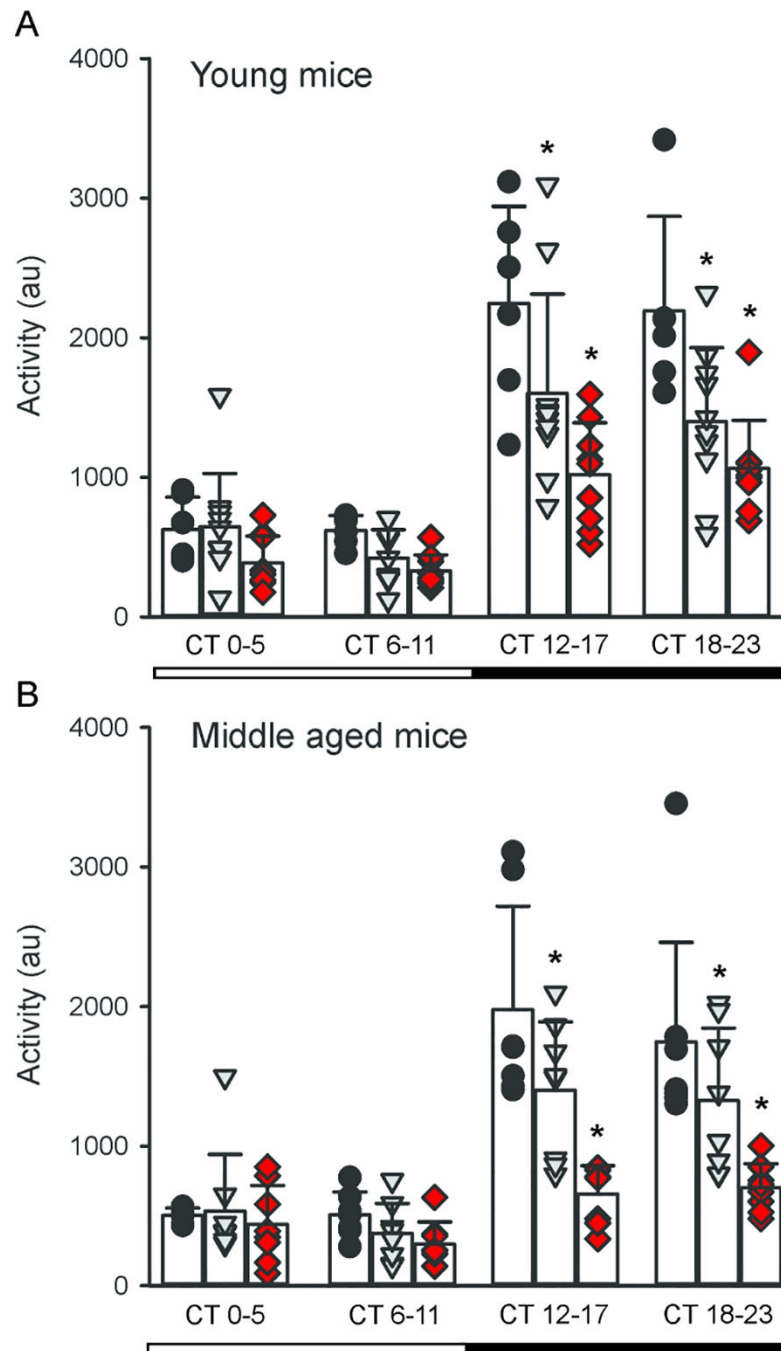 A
Young mice
4000
3000
2000
1000
0
Activity (au)
* * * *
CT 0-5 CT 6-11 CT 12-17 CT 18-23
B
Middle aged mice
4000
3000
2000
1000
0
Activity (au)
* * * *
CT 0-5 CT 6-11 CT 12-17 CT 18-23